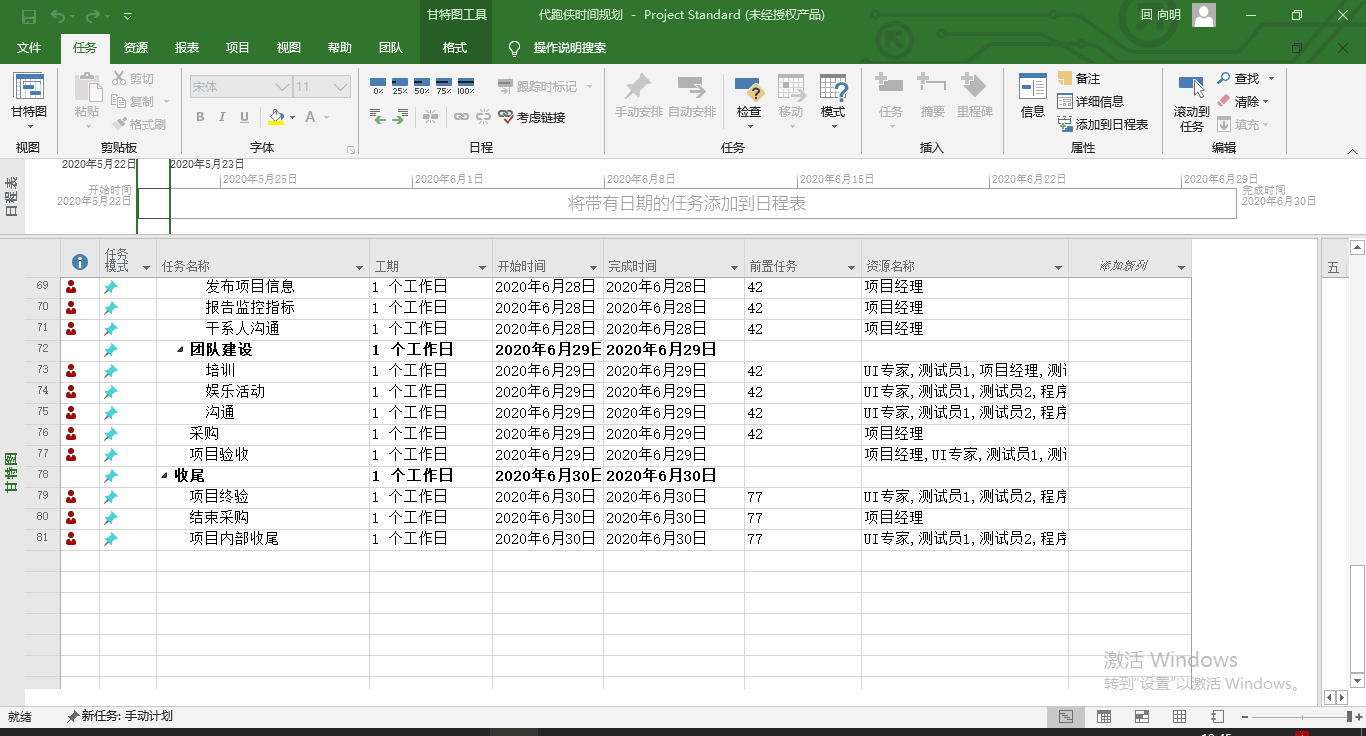 甘特图工具
代跑侠时间规划 - Project Standard (未经授权产品)
回 向明
文件 任务 资源 报表 项目 视图 帮助 团队 格式 操作说明搜索
甘特图
视图
粘贴 剪切 复制 格式刷
剪贴板
宋体 11
B I U A
字体
0% 25% 50% 75% 100%
跟踪时标记
考虑链接
日程
手动安排 自动安排 检查 移动 模式
任务
任务 摘要 里程碑
插入
信息 备注 详细信息 添加到日程表
属性
滚动到任务 查找 清除 填充
编辑
日程表
2020年5月22日 2020年5月23日
2020年5月25日 2020年6月1日 2020年6月8日 2020年6月15日 2020年6月22日 2020年6月29日
开始时间
2020年5月22日
将带有日期的任务添加到日程表
完成时间
2020年6月30日
甘特图
任务模式 任务名称 工期 开始时间 完成时间 前置任务 资源名称 添加新列 五
69 发布项目信息 1 个工作日 2020年6月28日 2020年6月28日 42 项目经理
70 报告监控指标 1 个工作日 2020年6月28日 2020年6月28日 42 项目经理
71 干系人沟通 1 个工作日 2020年6月28日 2020年6月28日 42 项目经理
72 团队建设 1 个工作日 2020年6月29日 2020年6月29日
73 培训 1 个工作日 2020年6月29日 2020年6月29日 42 UI专家,测试员1,项目经理,测
74 娱乐活动 1 个工作日 2020年6月29日 2020年6月29日 42 UI专家,测试员1,测试员2,程序
75 沟通 1 个工作日 2020年6月29日 2020年6月29日 42 UI专家,测试员1,测试员2,程序
76 采购 1 个工作日 2020年6月29日 2020年6月29日 42 项目经理
77 项目验收 1 个工作日 2020年6月29日 2020年6月29日 项目经理,UI专家,测试员1,测
78 收尾 1 个工作日 2020年6月30日 2020年6月30日
79 项目终验 1 个工作日 2020年6月30日 2020年6月30日 77 UI专家,测试员1,测试员2,程序
80 结束采购 1 个工作日 2020年6月30日 2020年6月30日 77 项目经理
81 项目内部收尾 1 个工作日 2020年6月30日 2020年6月30日 77 UI专家,测试员1,测试员2,程序
激活 Windows
转到"设置"以激活 Windows。
就绪 新任务: 手动计划